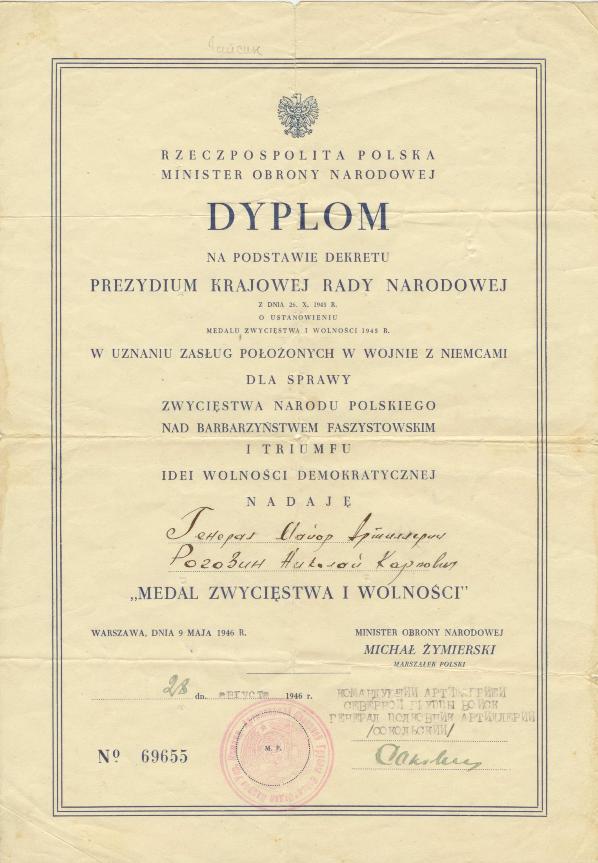 RZECZPOSPOLITA POLSKA
MINISTER OBRONY NARODOWEJ
DYPLOM
NA PODSTAWIE DEKRETU
PREZYDIUM KRAJOWEJ RADY NARODOWEJ
Z DNIA 26. X. 1945 R.
O USTANOWIENIU
MEDALU ZWYCIĘSTWA I WOLNOŚCI 1945 R.
W UZNANIU ZASŁUG POŁOŻONYCH W WOJNIE Z NIEMCAMI
DLA SPRAWY
ZWYCIĘSTWA NARODU POLSKIEGO
NAD BARBARZYŃSTWEM FASZYSTOWSKIM
I TRIUMFU
IDEI WOLNOŚCI DEMOKRATYCZNEJ
NADAJĘ
Генерал Майор Артиллерии
Роговин Николай Карпович
„MEDAL ZWYCIĘSTWA I WOLNOŚCI"
WARSZAWA, DNIA 9 MAJA 1946 R.
MINISTER OBRONY NARODOWEJ
MICHAŁ ŻYMIERSKI
MARSZAŁEK POLSKI
28 dn. августа 1946 r.
КОМАНДУЮЩИЙ АРТИЛЛЕРИЕЙ
СЕВЕРНОЙ ГРУППЫ ВОЙСК
ГЕНЕРАЛ ПОЛКОВНИК АРТИЛЛЕРИИ
/СОКОЛЬСКИЙ/
M. P.
№ 69655